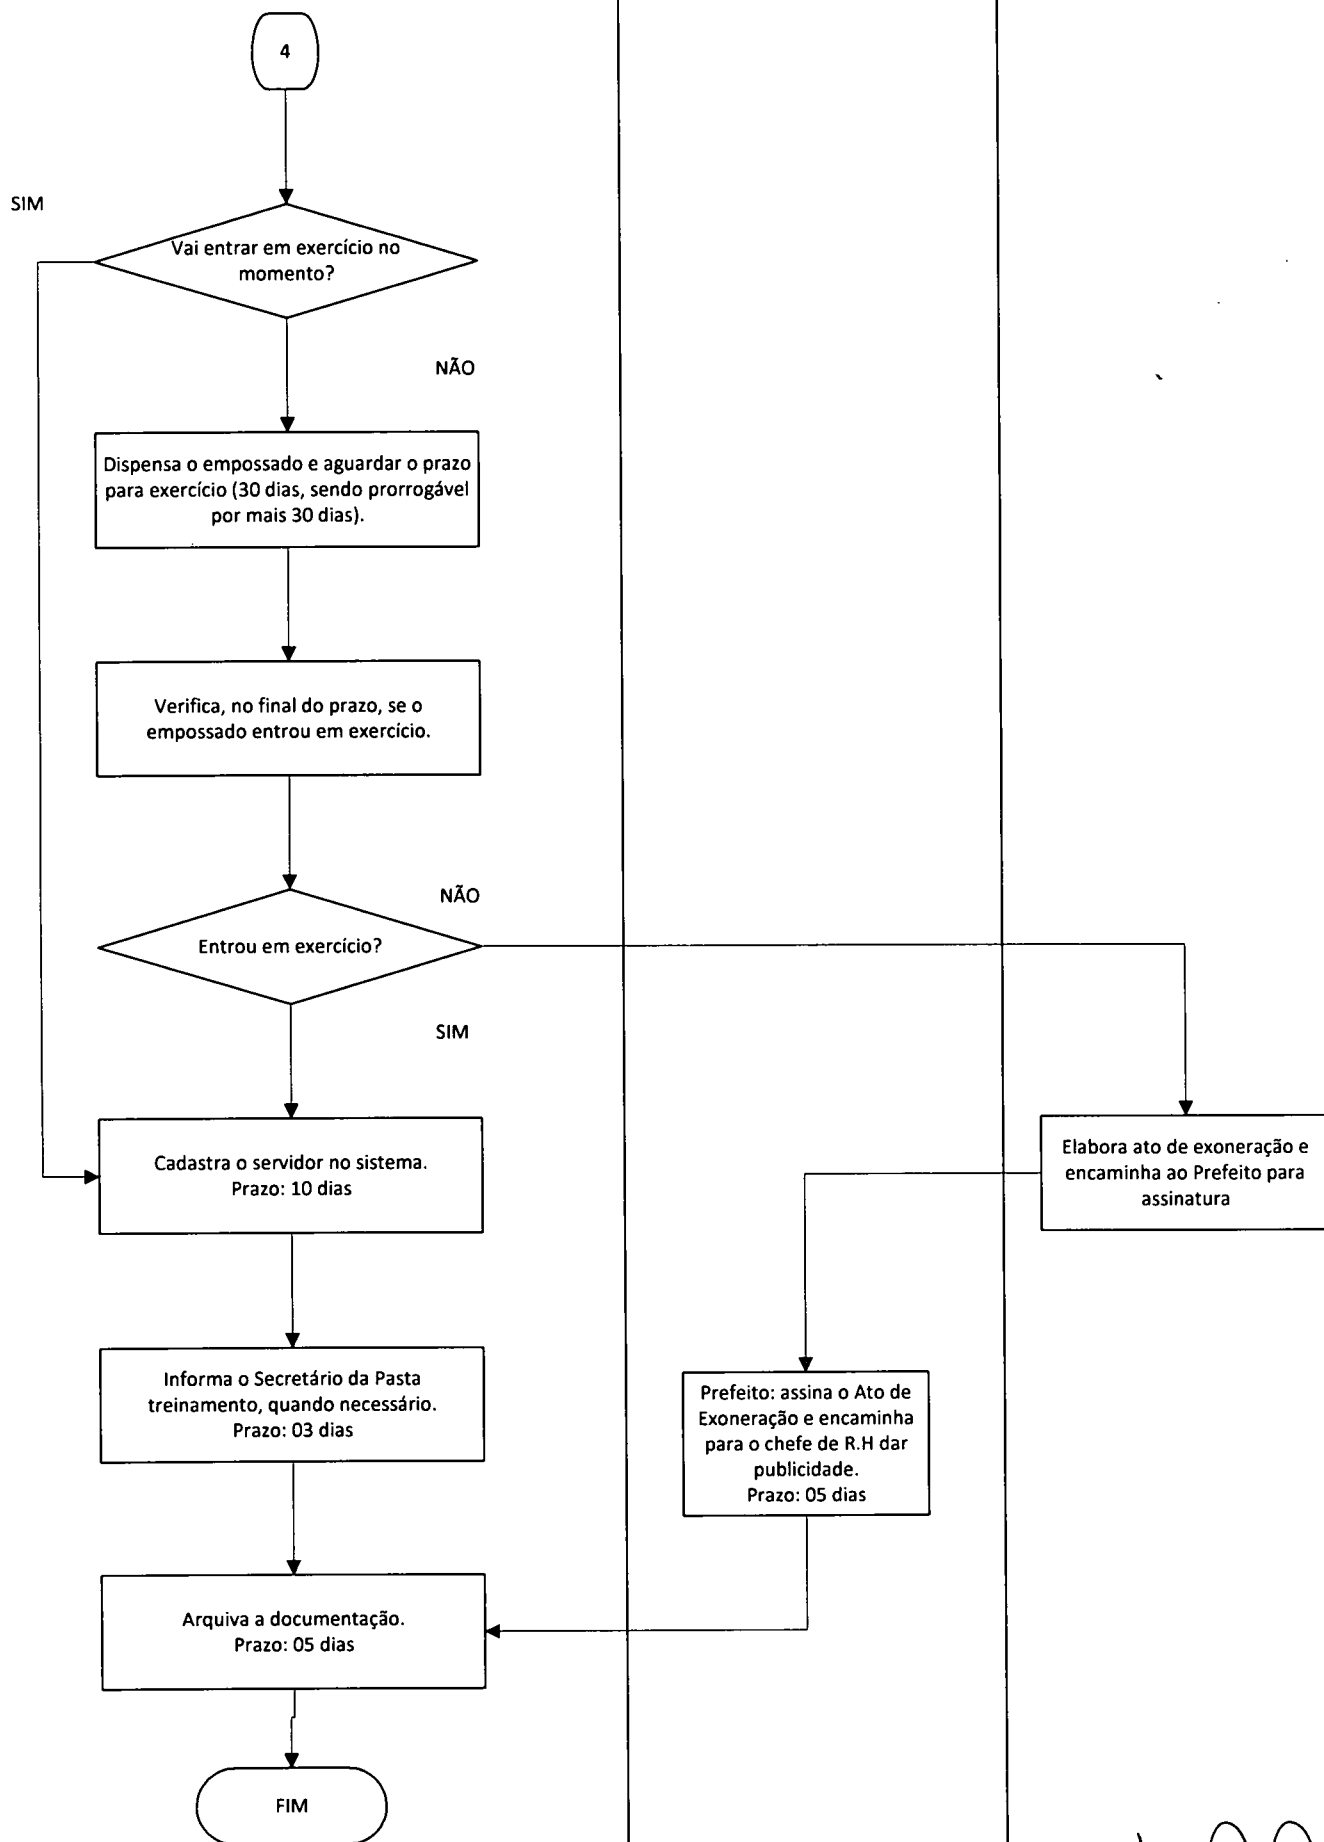 4
SIM
Vai entrar em exercício no
momento?
NÃO
Dispensa o empossado e aguardar o prazo
para exercício (30 dias, sendo prorrogável
por mais 30 dias).
Verifica, no final do prazo, se o
empossado entrou em exercício.
NÃO
Entrou em exercício?
SIM
Cadastra o servidor no sistema.
Prazo: 10 dias
Elabora ato de exoneração e
encaminha ao Prefeito para
assinatura
Informa o Secretário da Pasta
treinamento, quando necessário.
Prazo: 03 dias
Prefeito: assina o Ato de
Exoneração e encaminha
para o chefe de R.H dar
publicidade.
Prazo: 05 dias
Arquiva a documentação.
Prazo: 05 dias
FIM